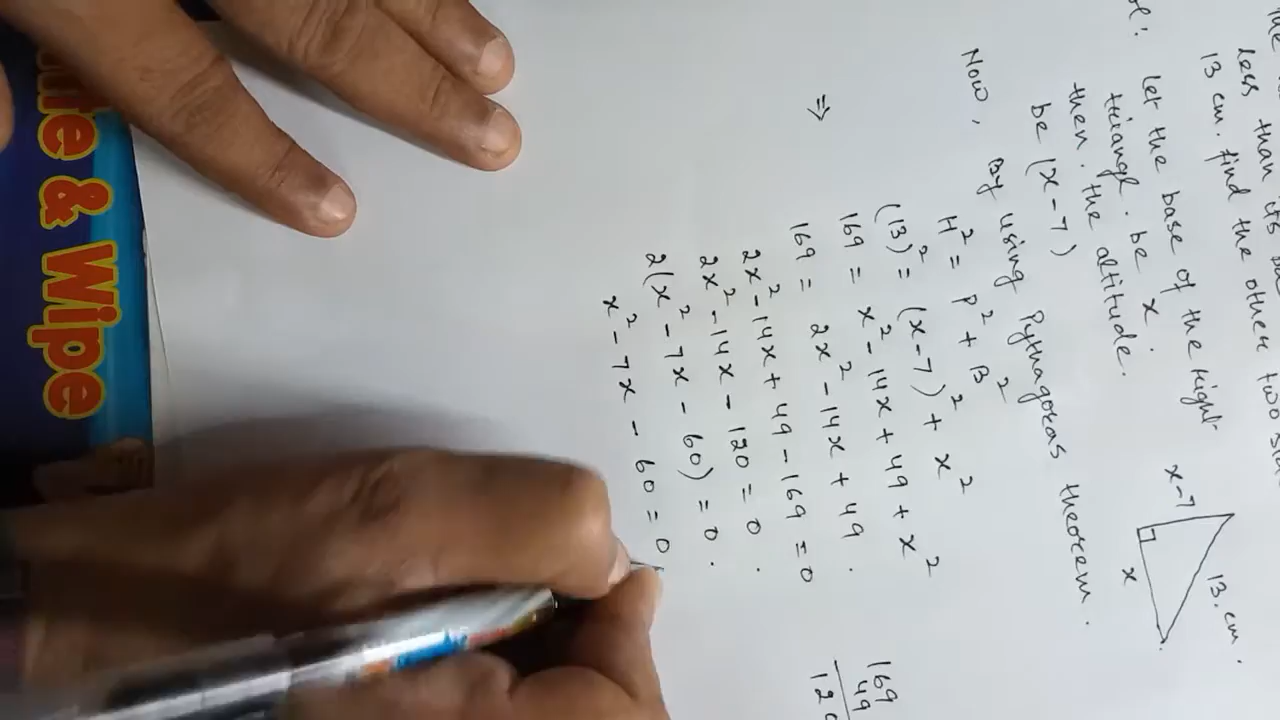 less than its
13 cm. find the other two
let the base of the right
triangl. be x.
then. the altitude.
be (x-7)
x-7
13.cm.
x
Now, By using Pythagoras theorem.
H² = P² + B²
(13)² = (x-7)² + x²
169 = x² - 14x + 49 + x²
⇒ 169 = 2x² - 14x + 49.
2x² - 14x + 49 - 169 = 0
2x² - 14x - 120 = 0.
2(x² - 7x - 60) = 0.
x² - 7x - 60 = 0
169
49
& Wipe